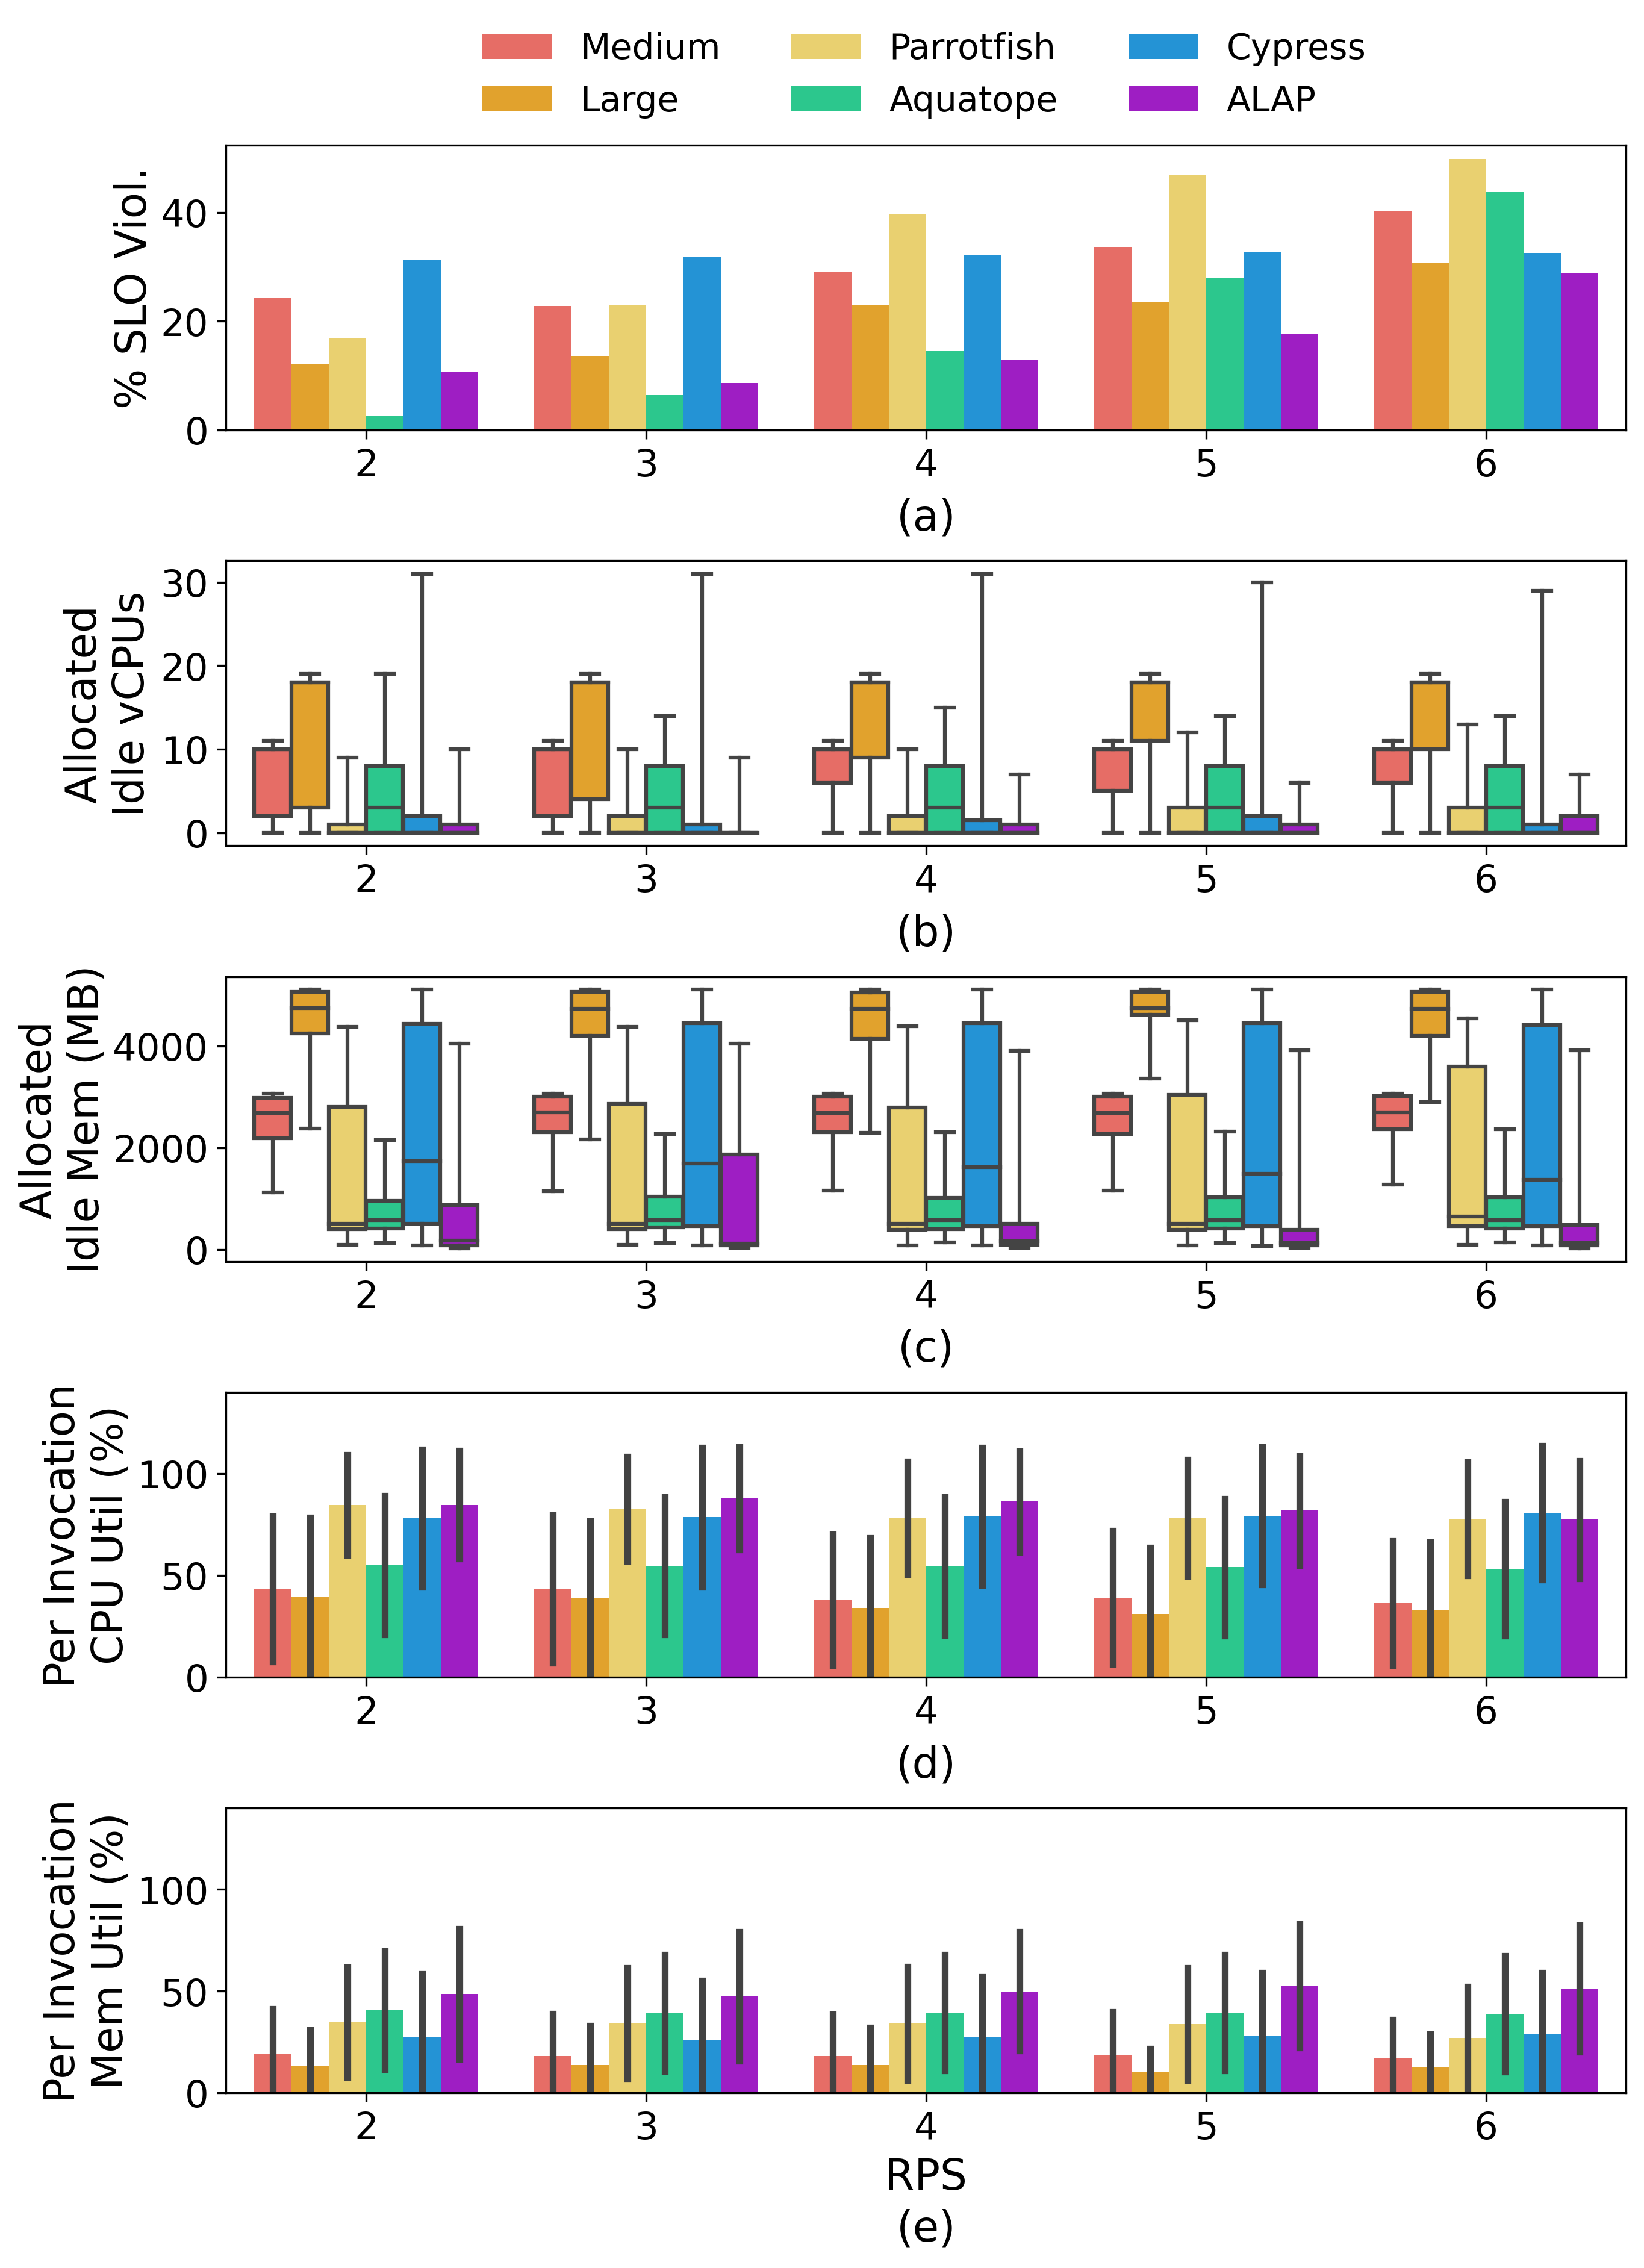 Medium Parrotfish Cypress
Large Aquatope ALAP
% SLO Viol.
40
20
0
2 3 4 5 6
(a)
Allocated
Idle vCPUs
30
20
10
0
2 3 4 5 6
(b)
Allocated
Idle Mem (MB)
4000
2000
0
2 3 4 5 6
(c)
Per Invocation
CPU Util (%)
100
50
0
2 3 4 5 6
(d)
Per Invocation
Mem Util (%)
100
50
0
2 3 4 5 6
RPS
(e)